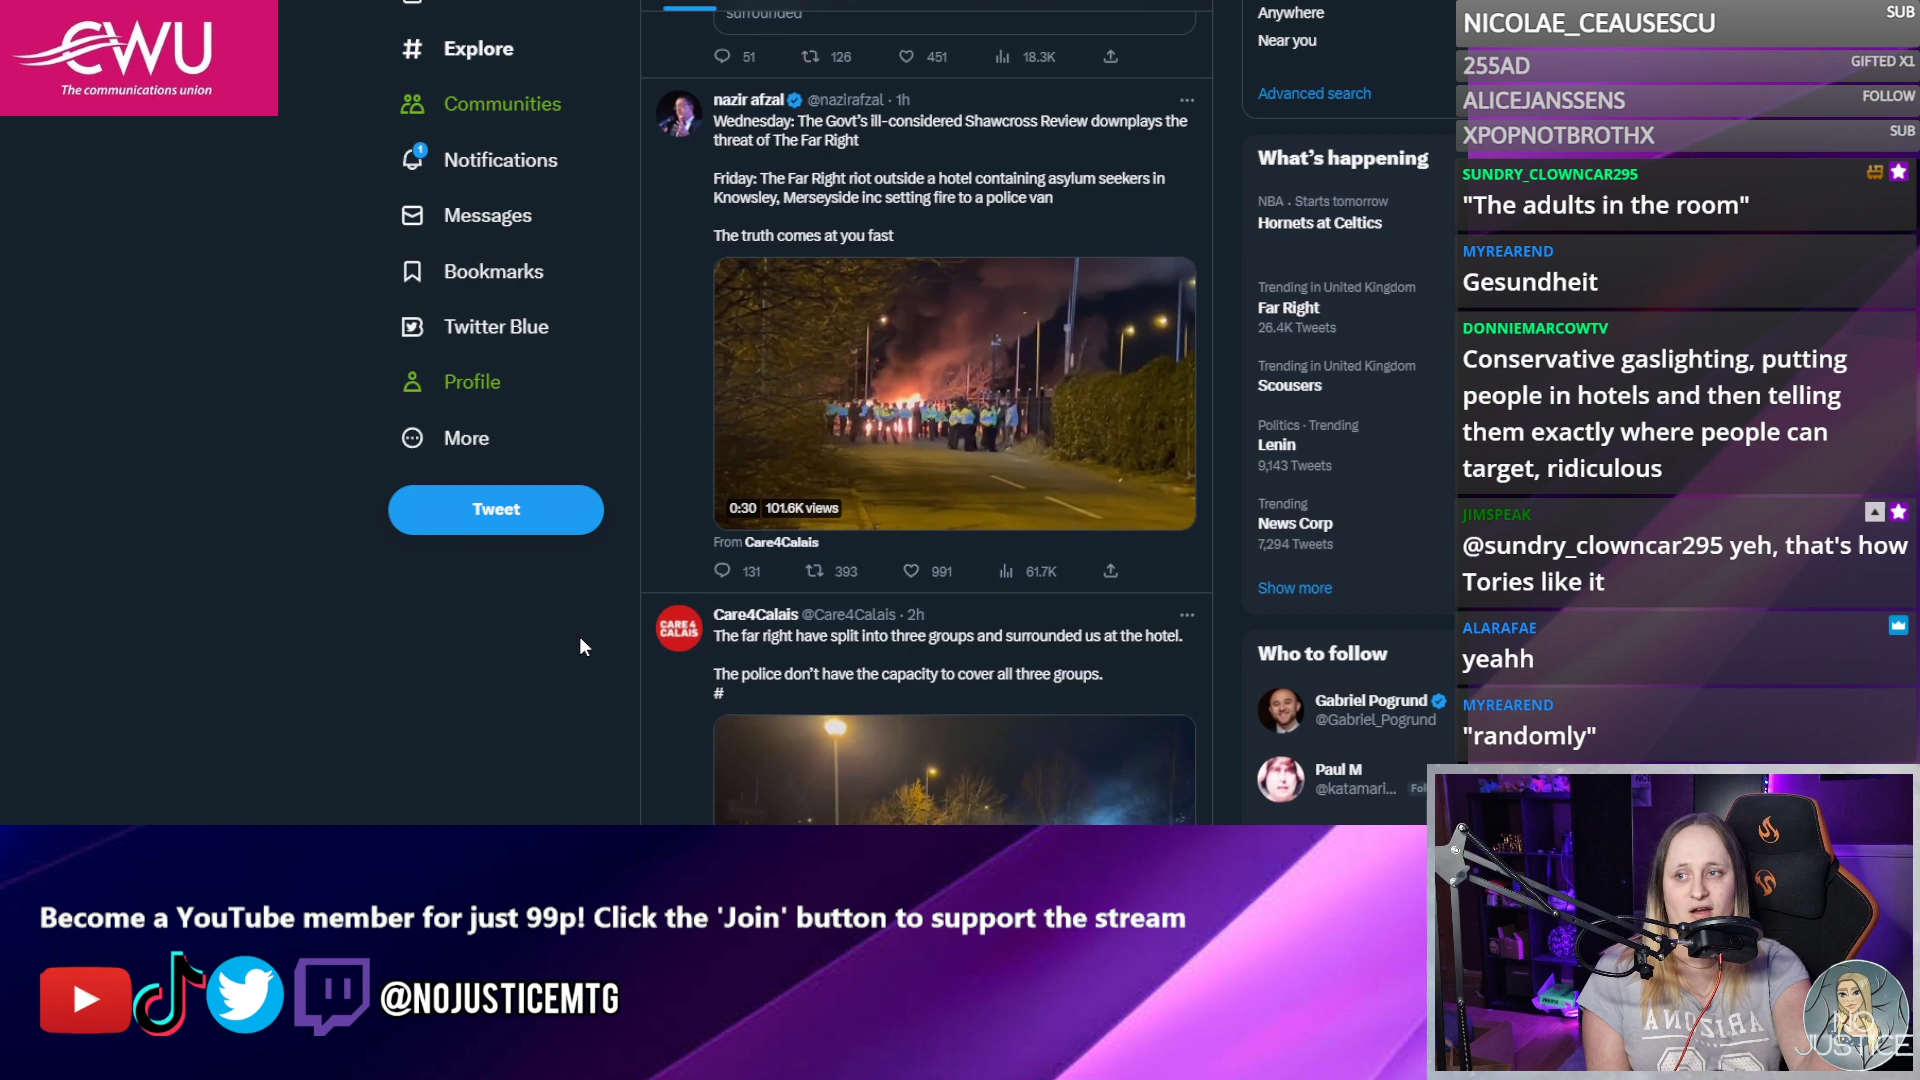 CWU
The communications union
Explore
Communities
1
Notifications
Messages
Bookmarks
Twitter Blue
Profile
More
Tweet
surrounded
51 126 451 18.3K
nazir afzal @nazirafzal · 1h
Wednesday: The Govt's ill-considered Shawcross Review downplays the
threat of The Far Right
Friday: The Far Right riot outside a hotel containing asylum seekers in
Knowsley, Merseyside inc setting fire to a police van
The truth comes at you fast
0:30 101.6K views
From Care4Calais
131 393 991 61.7K
CARE4
CALAIS
Care4Calais @Care4Calais · 2h
The far right have split into three groups and surrounded us at the hotel.
The police don't have the capacity to cover all three groups.
#
Anywhere
Near you
Advanced search
What's happening
NBA · Starts tomorrow
Hornets at Celtics
Trending in United Kingdom
Far Right
26.4K Tweets
Trending in United Kingdom
Scousers
Politics · Trending
Lenin
9,143 Tweets
Trending
News Corp
7,294 Tweets
Show more
Who to follow
Gabriel Pogrund
@Gabriel_Pogrund
Paul M
@katamari...
NICOLAE_CEAUSESCU SUB
255AD GIFTED X1
ALICEJANSSENS FOLLOW
XPOPNOTBROTHX SUB
SUNDRY_CLOWNCAR295
"The adults in the room"
MYREAREND
Gesundheit
DONNIEMARCOWTV
Conservative gaslighting, putting
people in hotels and then telling
them exactly where people can
target, ridiculous
JIMSPEAK
@sundry_clowncar295 yeh, that's how
Tories like it
ALARAFAE
yeahh
MYREAREND
"randomly"
Become a YouTube member for just 99p! Click the 'Join' button to support the stream
@NOJUSTICEMTG
ARIZONA
NO
JUSTICE